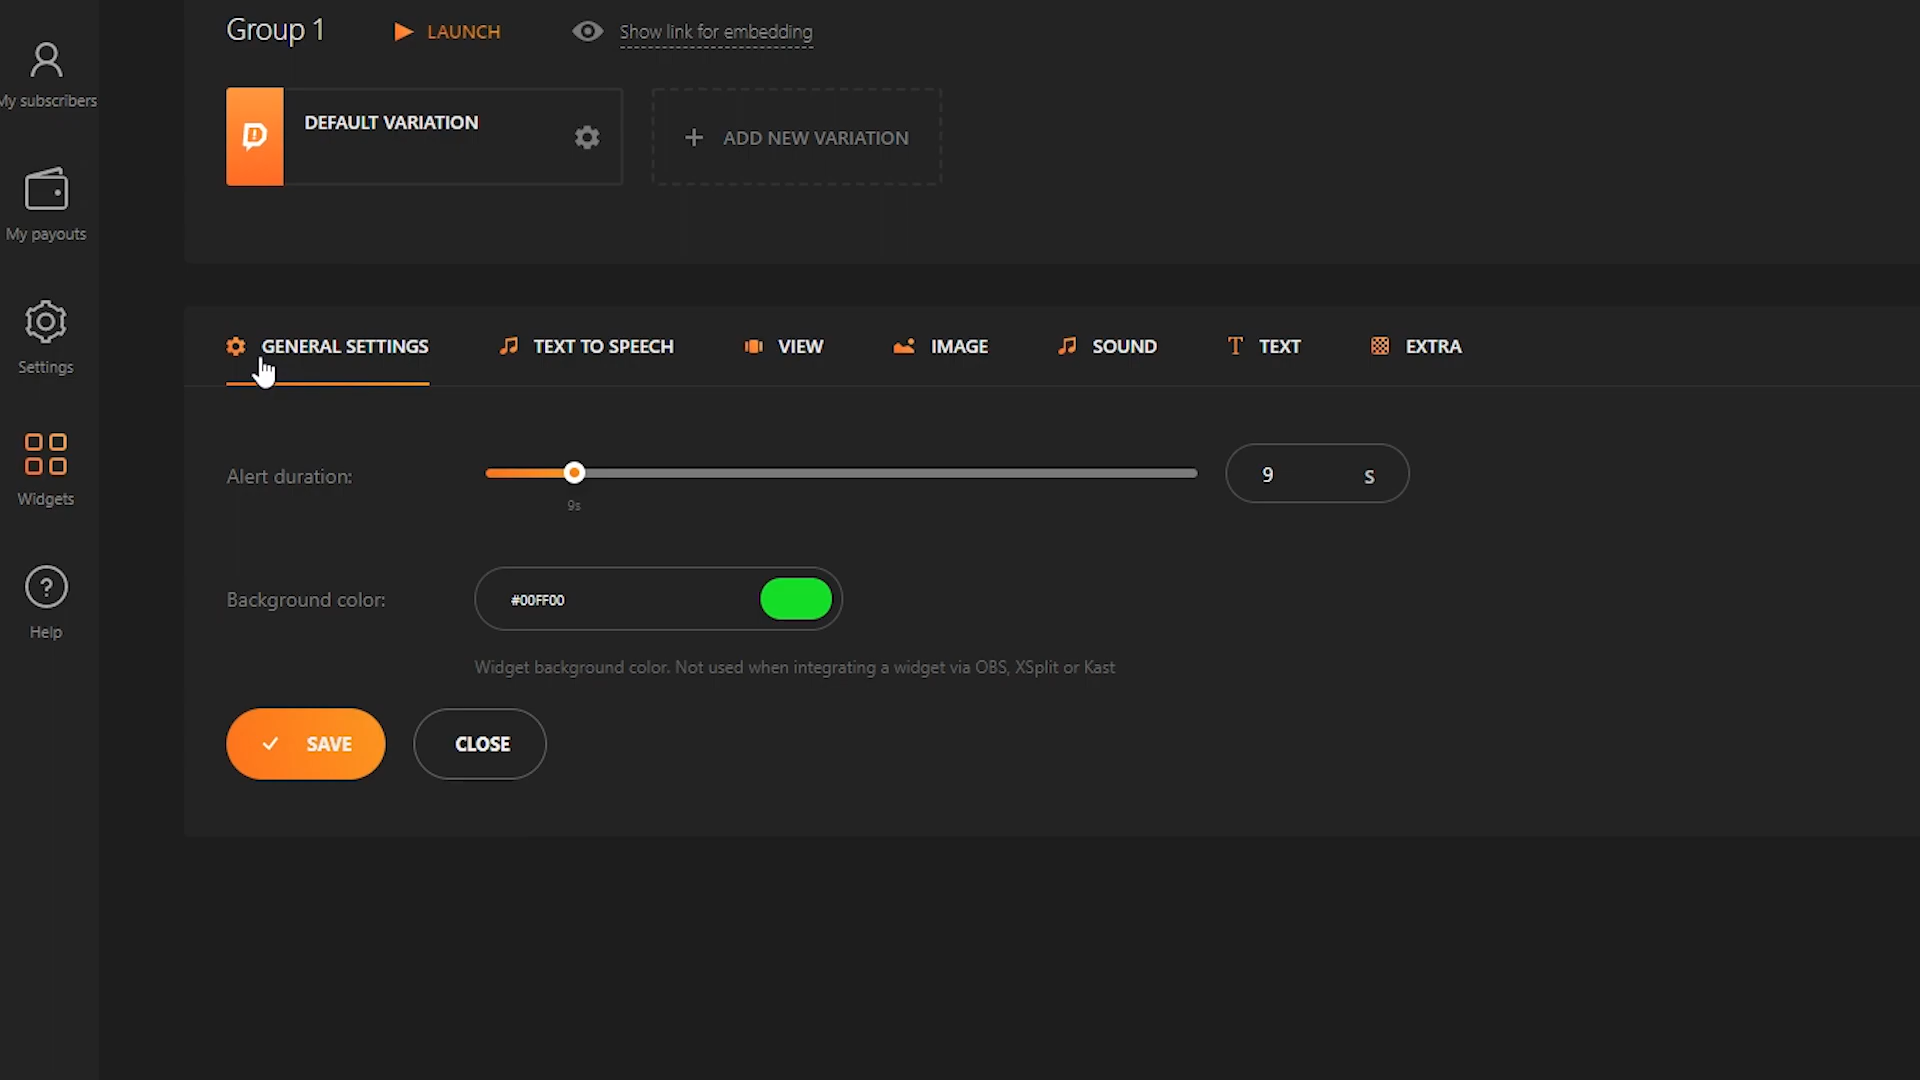 Group 1
LAUNCH
Show link for embedding
My subscribers
DEFAULT VARIATION
ADD NEW VARIATION
My payouts
Settings
GENERAL SETTINGS
TEXT TO SPEECH
VIEW
IMAGE
SOUND
TEXT
EXTRA
Alert duration:
9s
9 s
Widgets
Background color:
#00FF00
Help
Widget background color. Not used when integrating a widget via OBS, XSplit or Kast
SAVE
CLOSE